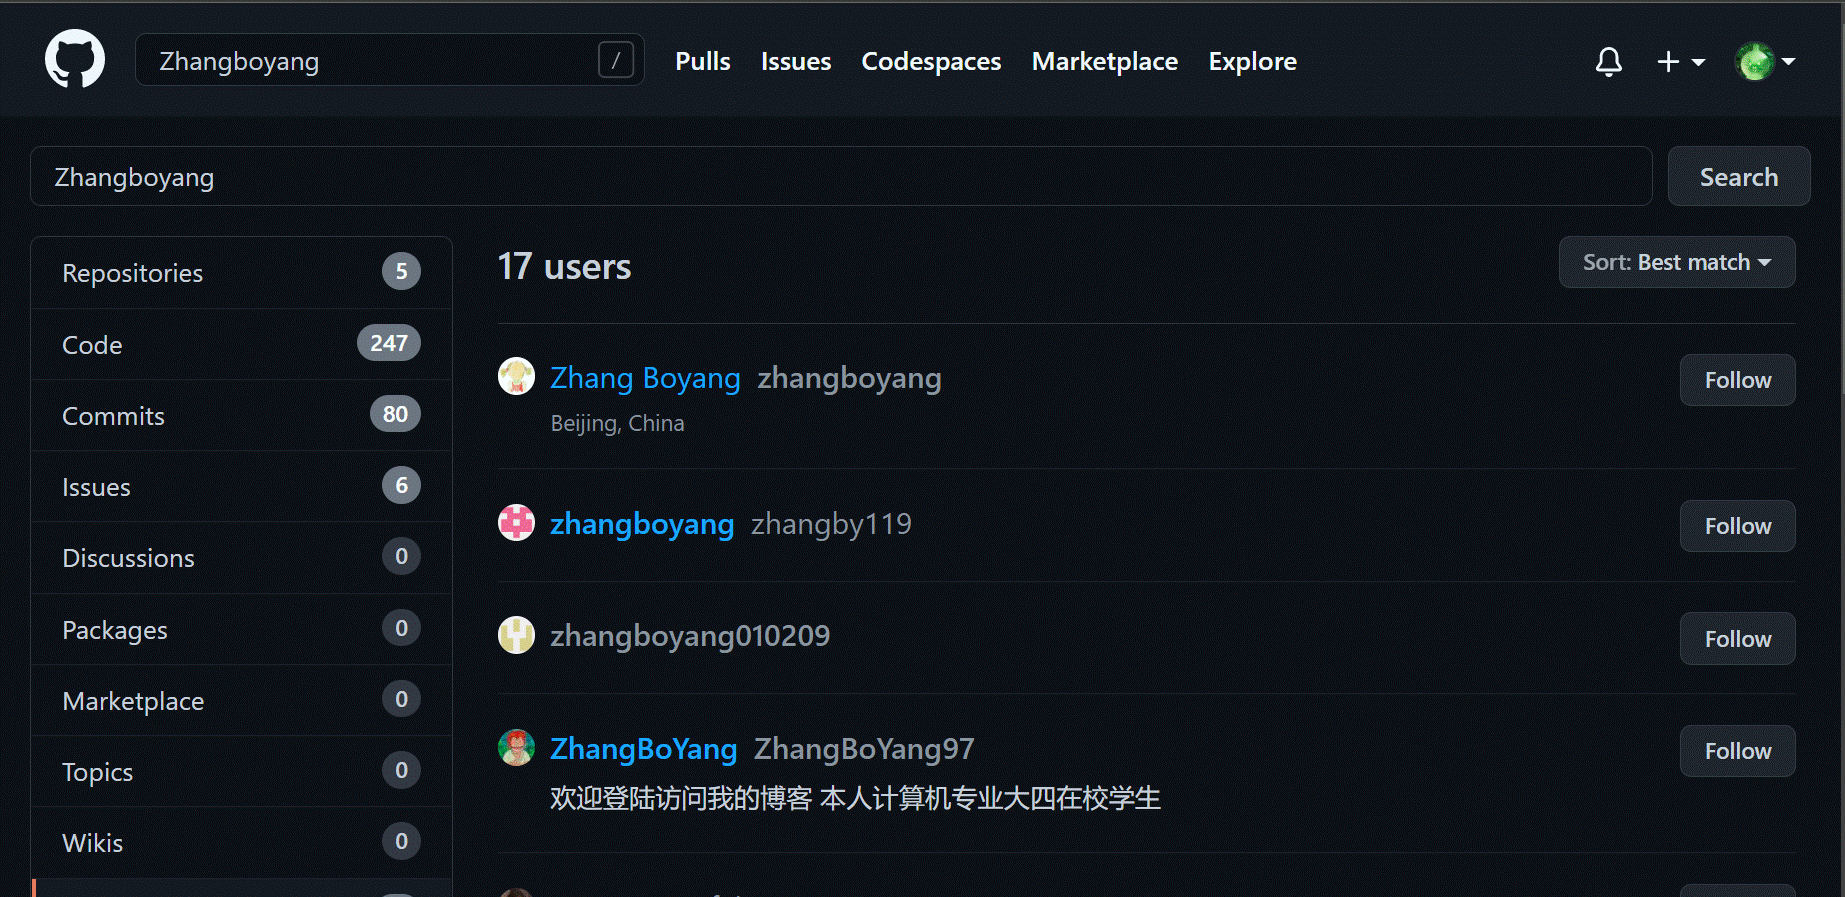 Zhangboyang /
Pulls Issues Codespaces Marketplace Explore
Zhangboyang
Search
Repositories 5
Code 247
Commits 80
Issues 6
Discussions 0
Packages 0
Marketplace 0
Topics 0
Wikis 0
17 users
Sort: Best match
Zhang Boyang zhangboyang
Follow
Beijing, China
zhangboyang zhangby119
Follow
zhangboyang010209
Follow
ZhangBoYang ZhangBoYang97
Follow
欢迎登陆访问我的博客 本人计算机专业大四在校学生